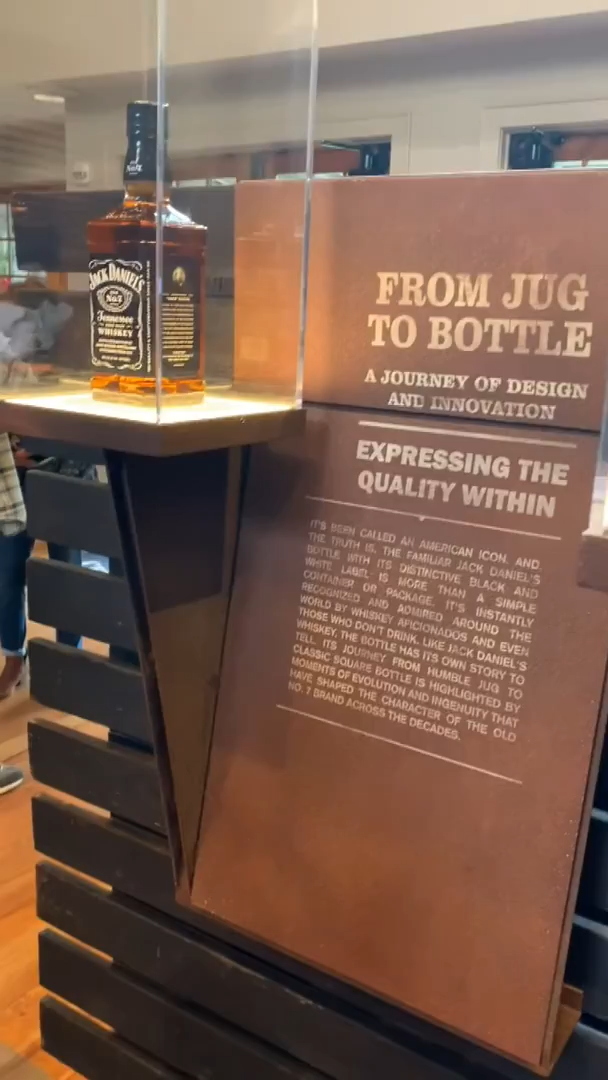 JACK DANIEL'S
No.7
Tennessee
WHISKEY
FROM JUG
TO BOTTLE
A JOURNEY OF DESIGN
AND INNOVATION
EXPRESSING THE
QUALITY WITHIN
IT'S BEEN CALLED AN AMERICAN ICON. AND
THE TRUTH IS, THE FAMILIAR JACK DANIEL'S
BOTTLE WITH ITS DISTINCTIVE BLACK AND
WHITE LABEL IS MORE THAN A SIMPLE
CONTAINER OR PACKAGE. IT'S INSTANTLY
RECOGNIZED AND ADMIRED AROUND THE
WORLD BY WHISKEY AFICIONADOS AND EVEN
THOSE WHO DON'T DRINK. LIKE JACK DANIEL'S
WHISKEY, THE BOTTLE HAS ITS OWN STORY TO
TELL. ITS JOURNEY FROM HUMBLE JUG TO
CLASSIC SQUARE BOTTLE IS HIGHLIGHTED BY
MOMENTS OF EVOLUTION AND INGENUITY THAT
HAVE SHAPED THE CHARACTER OF THE OLD
NO. 7 BRAND ACROSS THE DECADES.